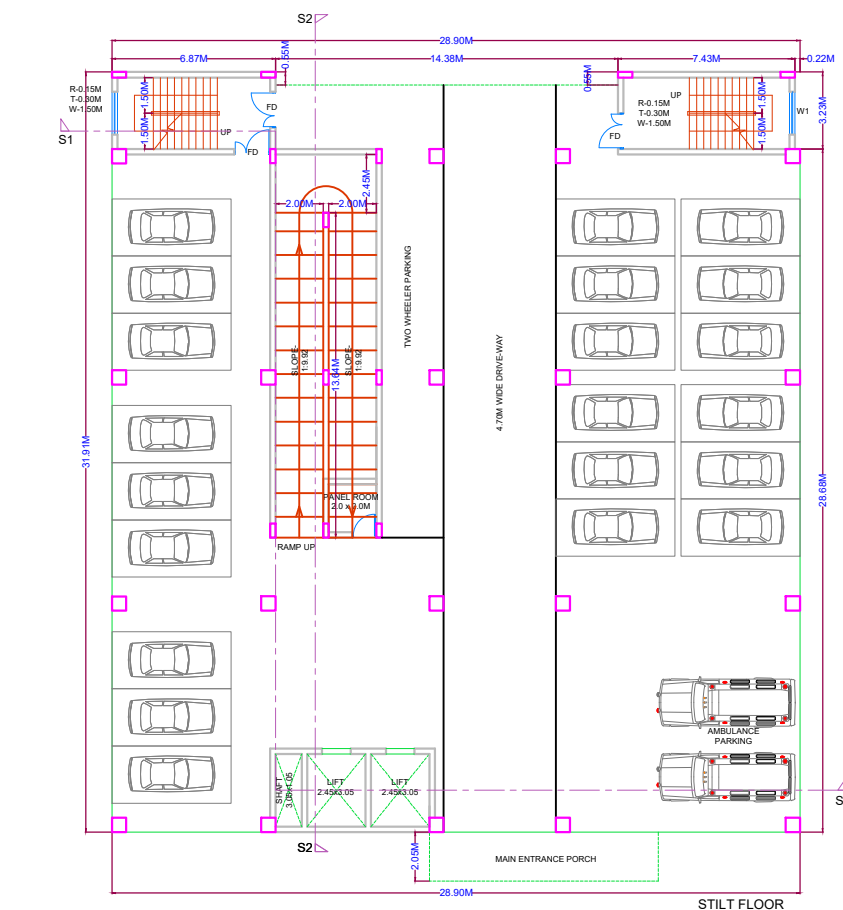 S2
28.90M
6.87M
0.55M
14.38M
0.55M
7.43M
0.22M
R-0.15M
T-0.30M
W-1.50M
1.50M
1.50M
UP
FD
FD
S1
UP
R-0.15M
T-0.30M
W-1.50M
FD
1.50M
1.50M
W1
3.23M
2.45M
2.00M
2.00M
TWO WHEELER PARKING
SLOPE-
1:9.92
SLOPE-
1:9.92
13.64M
4.70M WIDE DRIVE-WAY
31.91M
28.68M
PANEL ROOM
2.0 x 3.0M
RAMP UP
AMBULANCE
PARKING
SHAFT
LIFT
2.45x3.05
LIFT
2.45x3.05
S
S2
2.05M
MAIN ENTRANCE PORCH
28.90M
STILT FLOOR